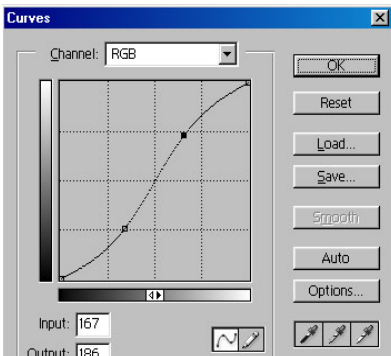 Curves
Channel: RGB
OK
Reset
Load...
Save...
Smooth
Auto
Options...
Input: 167
Output: 186